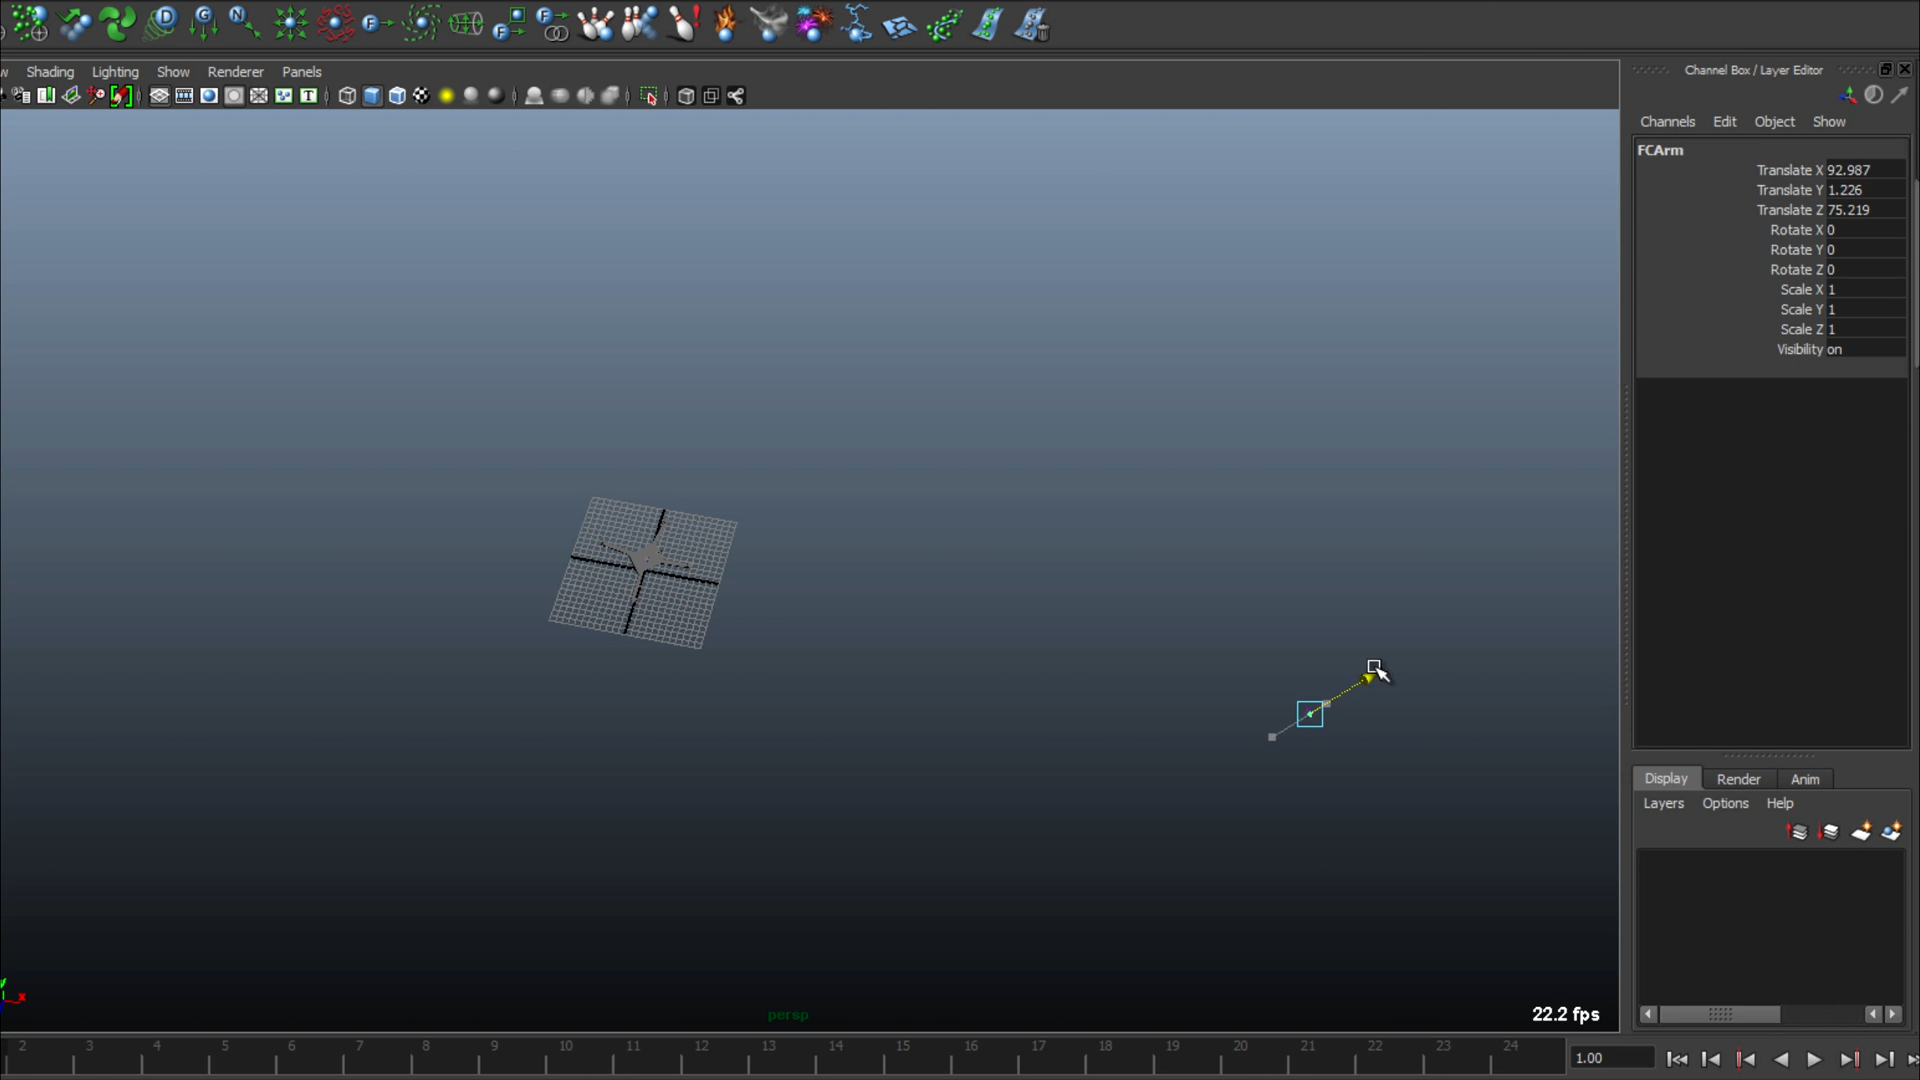 w Shading Lighting Show Renderer Panels
Channel Box / Layer Editor
Channels Edit Object Show
FCArm
Translate X 92.987
Translate Y 1.226
Translate Z 75.219
Rotate X 0
Rotate Y 0
Rotate Z 0
Scale X 1
Scale Y 1
Scale Z 1
Visibility on
Display Render Anim
Layers Options Help
y
x
persp
22.2 fps
2 3 4 5 6 7 8 9 10 11 12 13 14 15 16 17 18 19 20 21 22 23 24
1.00